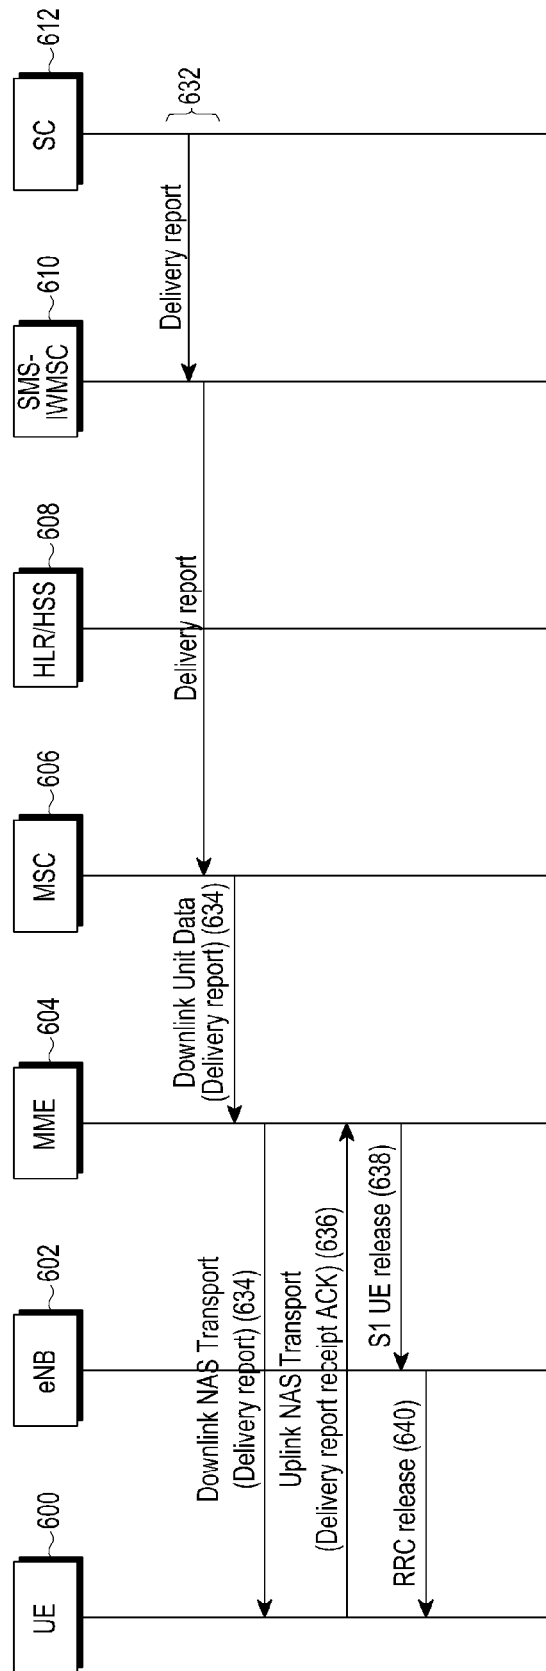 UE
600
eNB
602
MME
604
MSC
606
HLR/HSS
608
SMS-
IWMSC
610
SC
612
Delivery report
632
Delivery report
Downlink Unit Data
(Delivery report) (634)
Downlink NAS Transport
(Delivery report) (634)
Uplink NAS Transport
(Delivery report receipt ACK) (636)
S1 UE release (638)
RRC release (640)